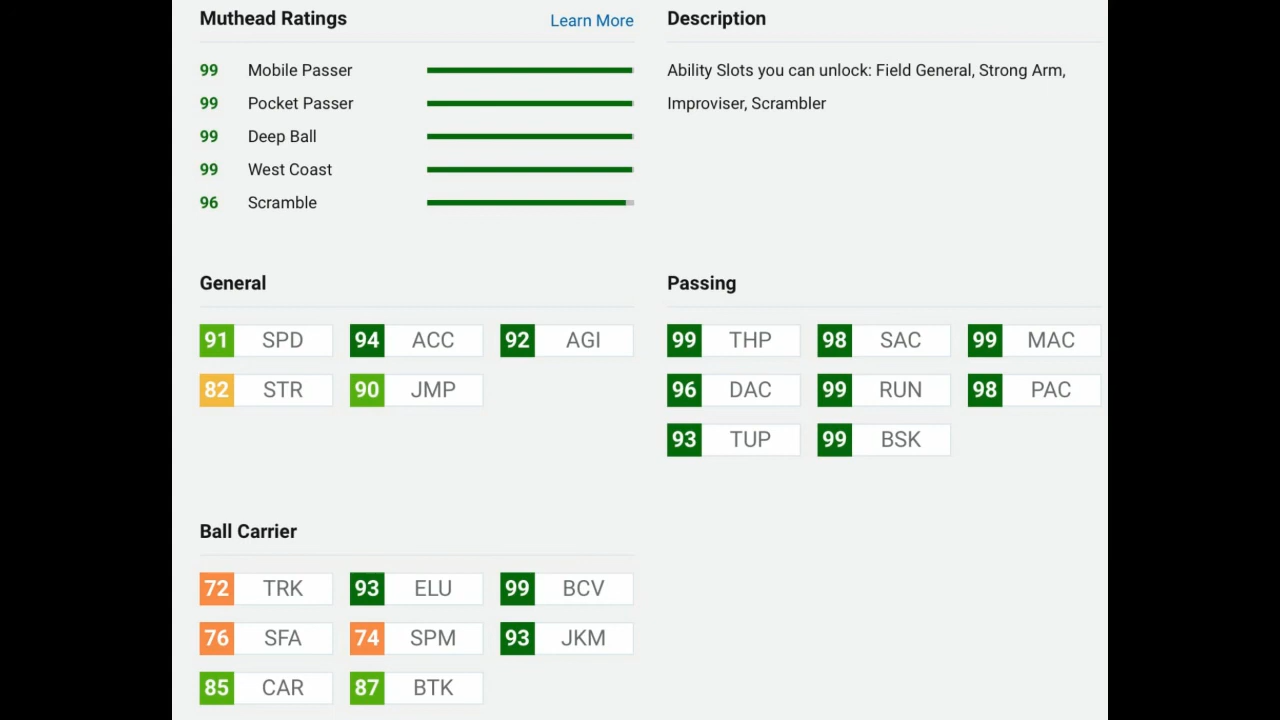 Muthead Ratings Learn More
99 Mobile Passer
99 Pocket Passer
99 Deep Ball
99 West Coast
96 Scramble
Description
Ability Slots you can unlock: Field General, Strong Arm,
Improviser, Scrambler
General
91 SPD 94 ACC 92 AGI
82 STR 90 JMP
Passing
99 THP 98 SAC 99 MAC
96 DAC 99 RUN 98 PAC
93 TUP 99 BSK
Ball Carrier
72 TRK 93 ELU 99 BCV
76 SFA 74 SPM 93 JKM
85 CAR 87 BTK